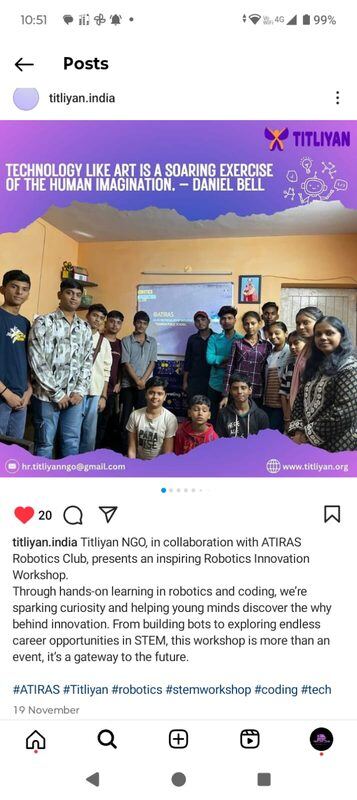 10:51
4G
99%
Posts
titliyan.india
TITLIYAN
TECHNOLOGY LIKE ART IS A SOARING EXERCISE
OF THE HUMAN IMAGINATION. – DANIEL BELL
@ATIRAS
PARA
hr.titliyanngo@gmail.com
www.titliyan.org
20
titliyan.india Titliyan NGO, in collaboration with ATIRAS
Robotics Club, presents an inspiring Robotics Innovation
Workshop.
Through hands-on learning in robotics and coding, we're
sparking curiosity and helping young minds discover the why
behind innovation. From building bots to exploring endless
career opportunities in STEM, this workshop is more than an
event, it's a gateway to the future.
#ATIRAS #Titliyan #robotics #stemworkshop #coding #tech
19 November